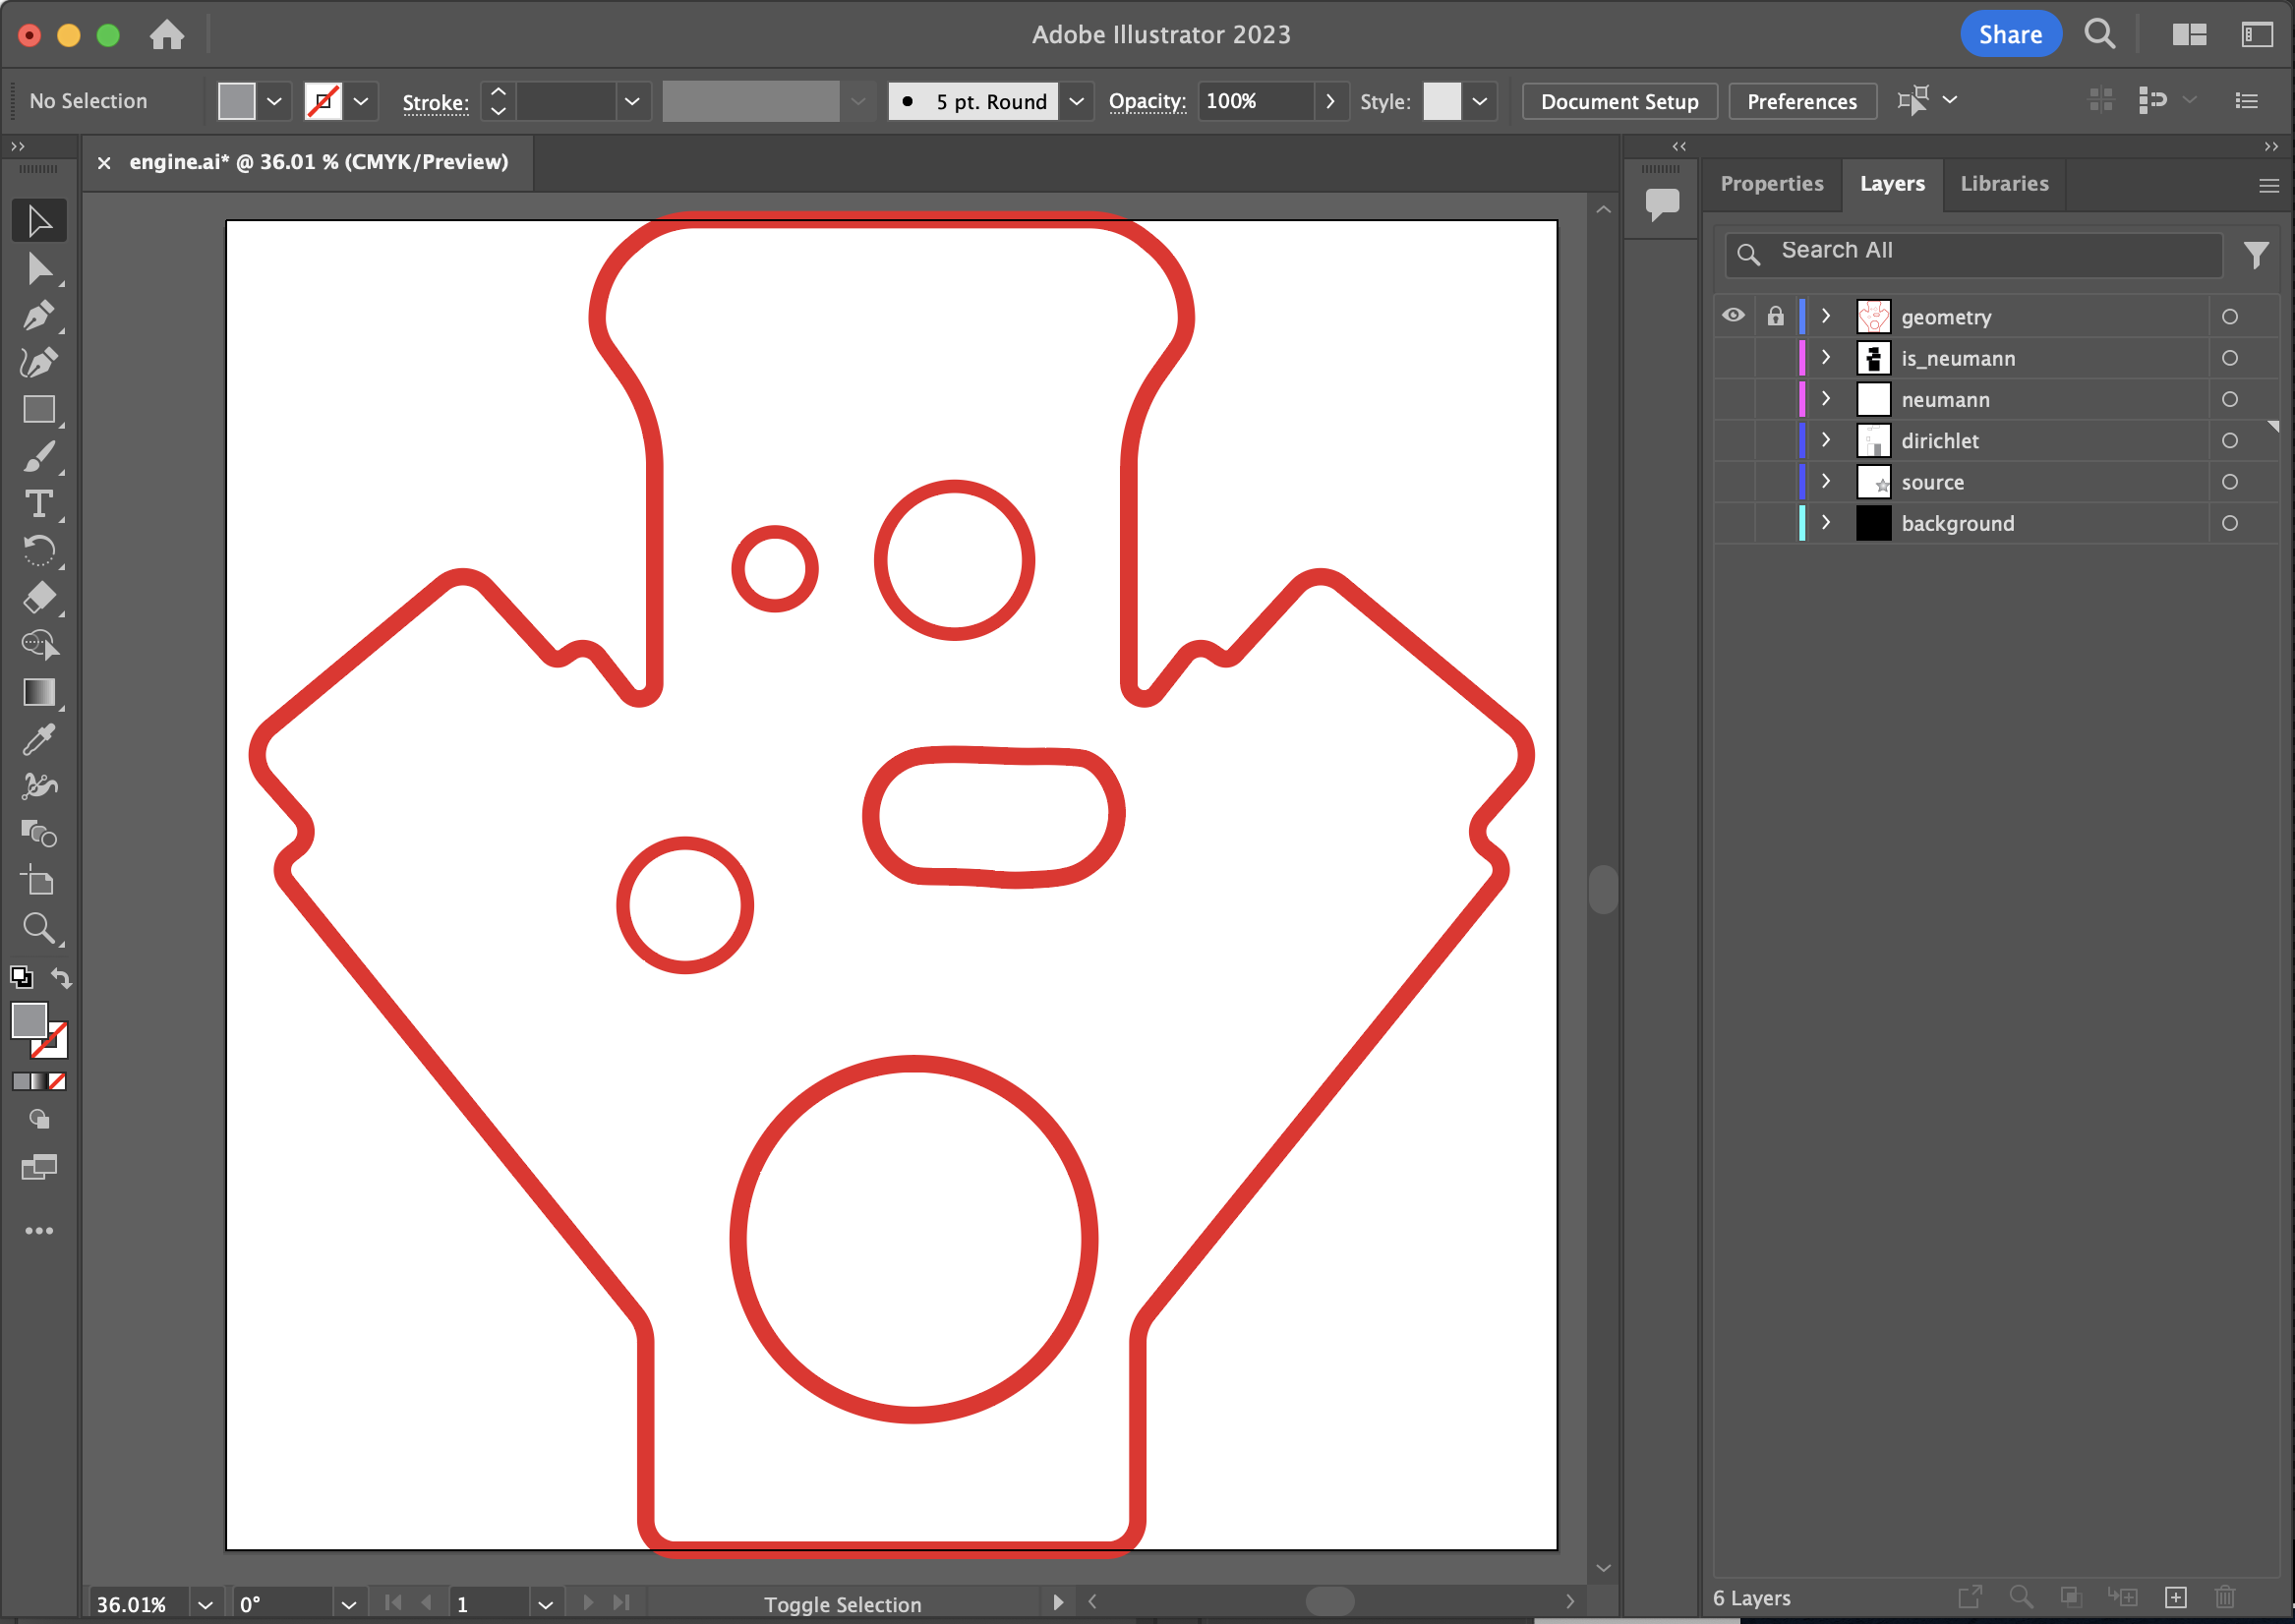 Adobe Illustrator 2023
Share
No Selection
Stroke:
5 pt. Round
Opacity:
100%
Style:
Document Setup
Preferences
engine.ai* @ 36.01 % (CMYK/Preview)
Properties
Layers
Libraries
Search All
geometry
is_neumann
neumann
dirichlet
source
background
36.01%
0°
1
Toggle Selection
6 Layers